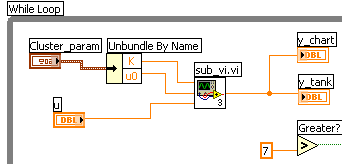 While Loop
Cluster_param
Unbundle By Name
K
u0
sub_vi.vi
3
y_chart
DBL
y_tank
DBL
u
DBL
Greater?
7
>